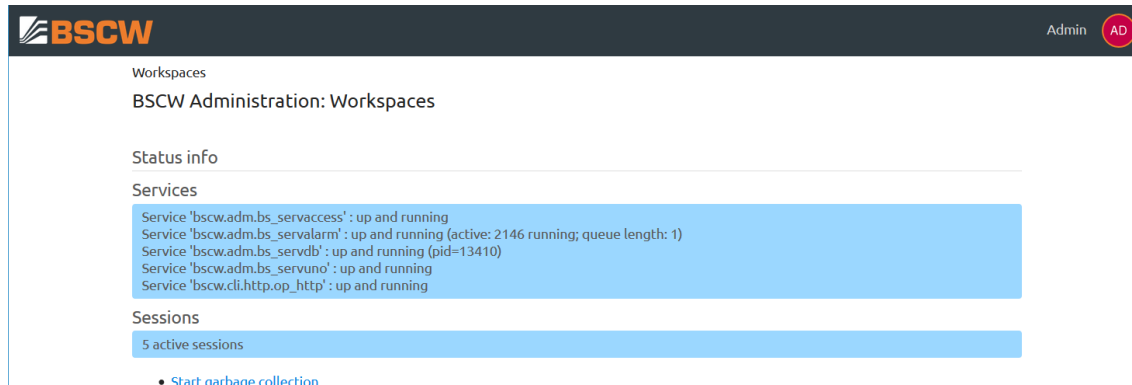 BSCW
Admin AD
Workspaces
BSCW Administration: Workspaces
Status info
Services
Service 'bscw.adm.bs_servaccess' : up and running
Service 'bscw.adm.bs_servalarm' : up and running (active: 2146 running; queue length: 1)
Service 'bscw.adm.bs_servdb' : up and running (pid=13410)
Service 'bscw.adm.bs_servuno' : up and running
Service 'bscw.cli.http.op_http' : up and running
Sessions
5 active sessions
• Start garbage collection